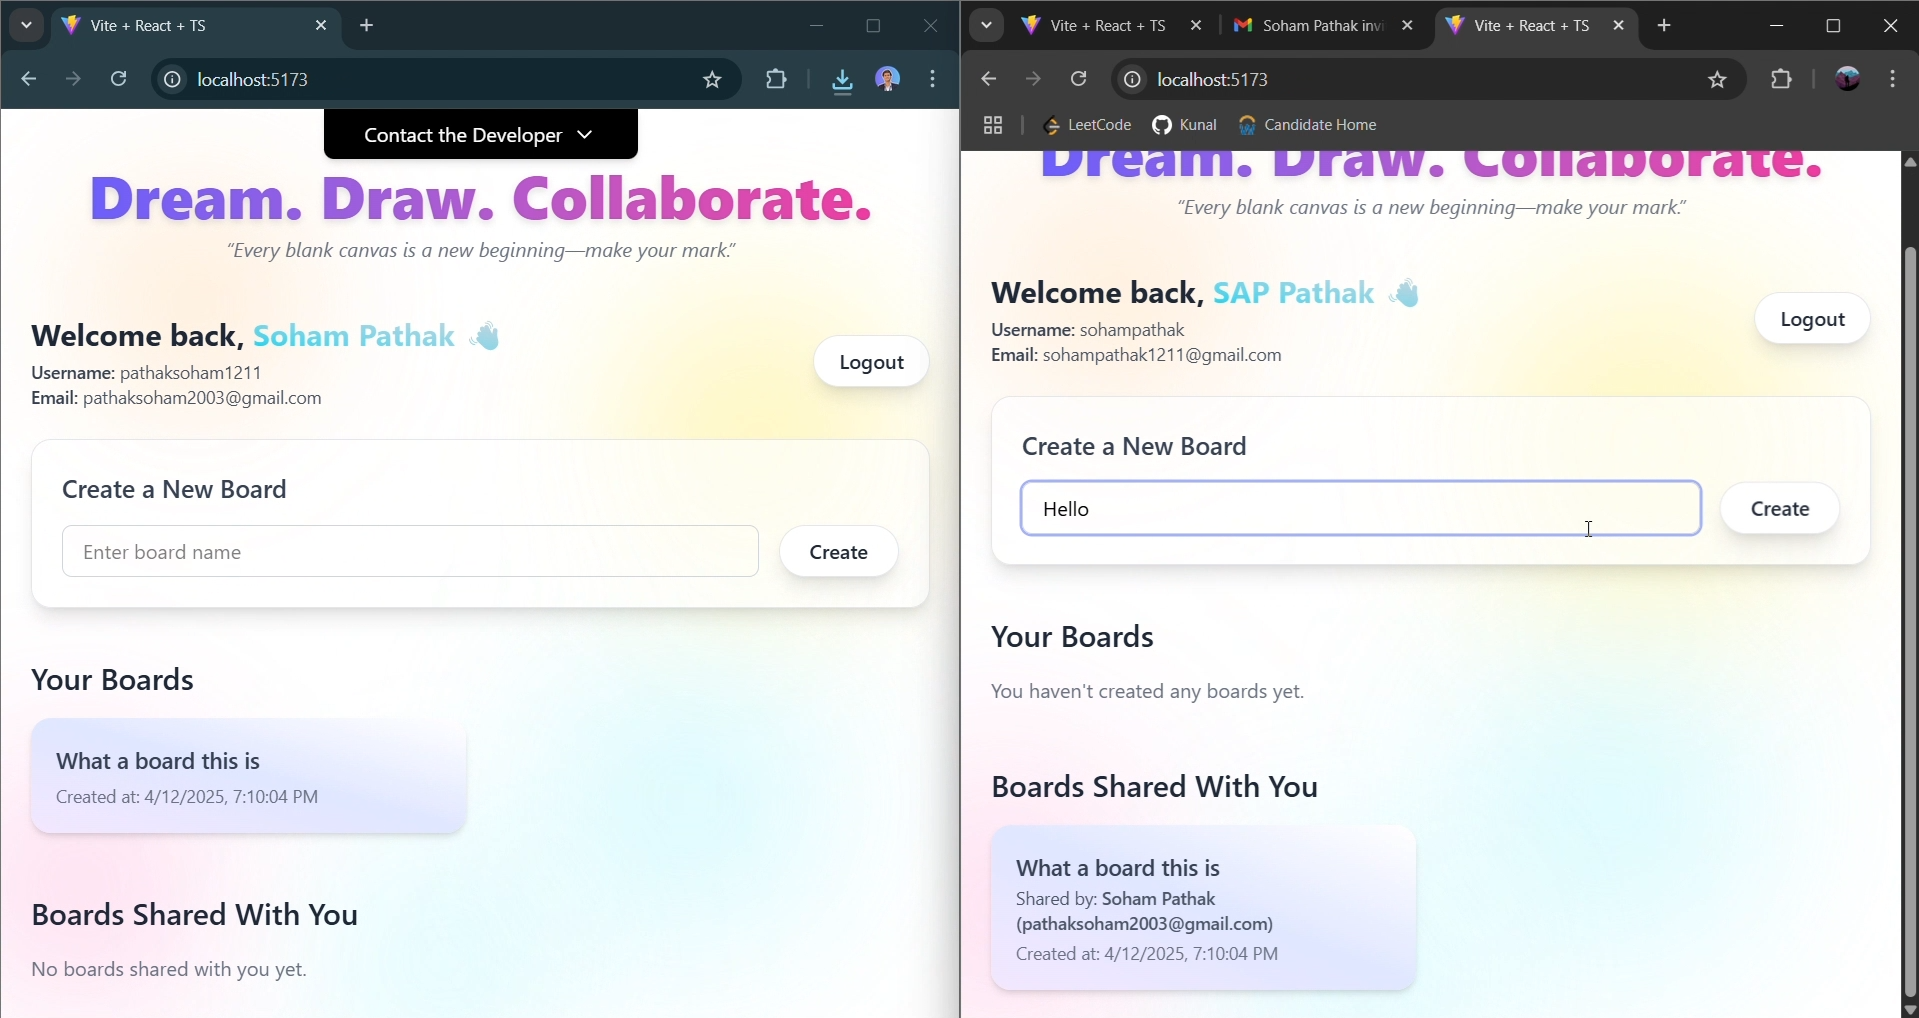 Vite + React + TS
localhost:5173
Contact the Developer
Dream. Draw. Collaborate.
“Every blank canvas is a new beginning—make your mark.”
Welcome back, Soham Pathak 👋
Username: pathaksoham1211
Email: pathaksoham2003@gmail.com
Logout
Create a New Board
Enter board name
Create
Your Boards
What a board this is
Created at: 4/12/2025, 7:10:04 PM
Boards Shared With You
No boards shared with you yet.
Vite + React + TS
Soham Pathak invi
Vite + React + TS
localhost:5173
LeetCode
Kunal
Candidate Home
Dream. Draw. Collaborate.
“Every blank canvas is a new beginning—make your mark.”
Welcome back, SAP Pathak 👋
Username: sohampathak
Email: sohampathak1211@gmail.com
Logout
Create a New Board
Hello
Create
Your Boards
You haven't created any boards yet.
Boards Shared With You
What a board this is
Shared by: Soham Pathak
(pathaksoham2003@gmail.com)
Created at: 4/12/2025, 7:10:04 PM